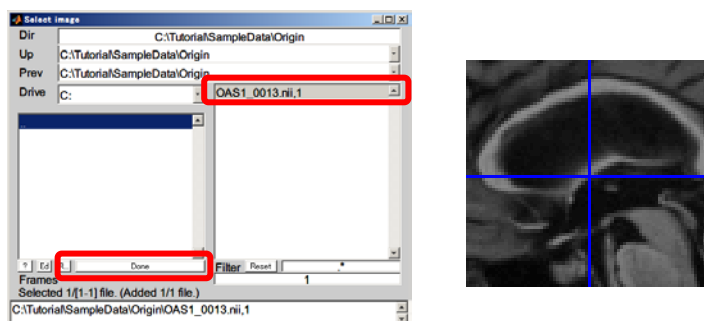 Select image
Dir C:\Tutorial\SampleData\Origin
Up C:\Tutorial\SampleData\Origin
Prev C:\Tutorial\SampleData\Origin
Drive C: OAS1_0013.nii,1
..
? Ed Done Filter Reset .*
Frames 1
Selected 1/[1-1] file. (Added 1/1 file.)
C:\Tutorial\SampleData\Origin\OAS1_0013.nii,1